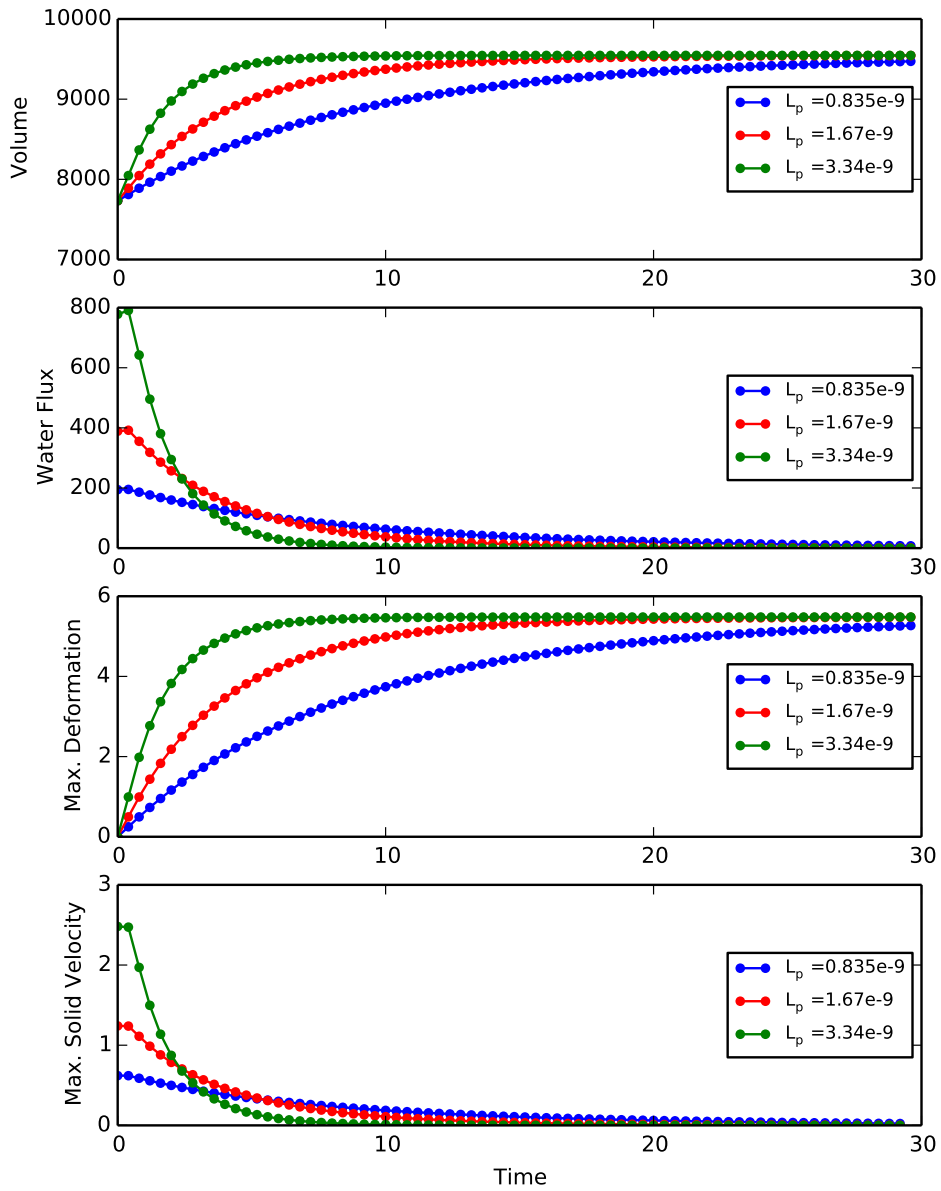 10000
9000
8000
7000
Volume
L_p =0.835e-9
L_p =1.67e-9
L_p =3.34e-9
0 10 20 30
800
600
400
200
0
Water Flux
L_p =0.835e-9
L_p =1.67e-9
L_p =3.34e-9
0 10 20 30
6
4
2
0
Max. Deformation
L_p =0.835e-9
L_p =1.67e-9
L_p =3.34e-9
0 10 20 30
3
2
1
0
Max. Solid Velocity
L_p =0.835e-9
L_p =1.67e-9
L_p =3.34e-9
0 10 20 30
Time